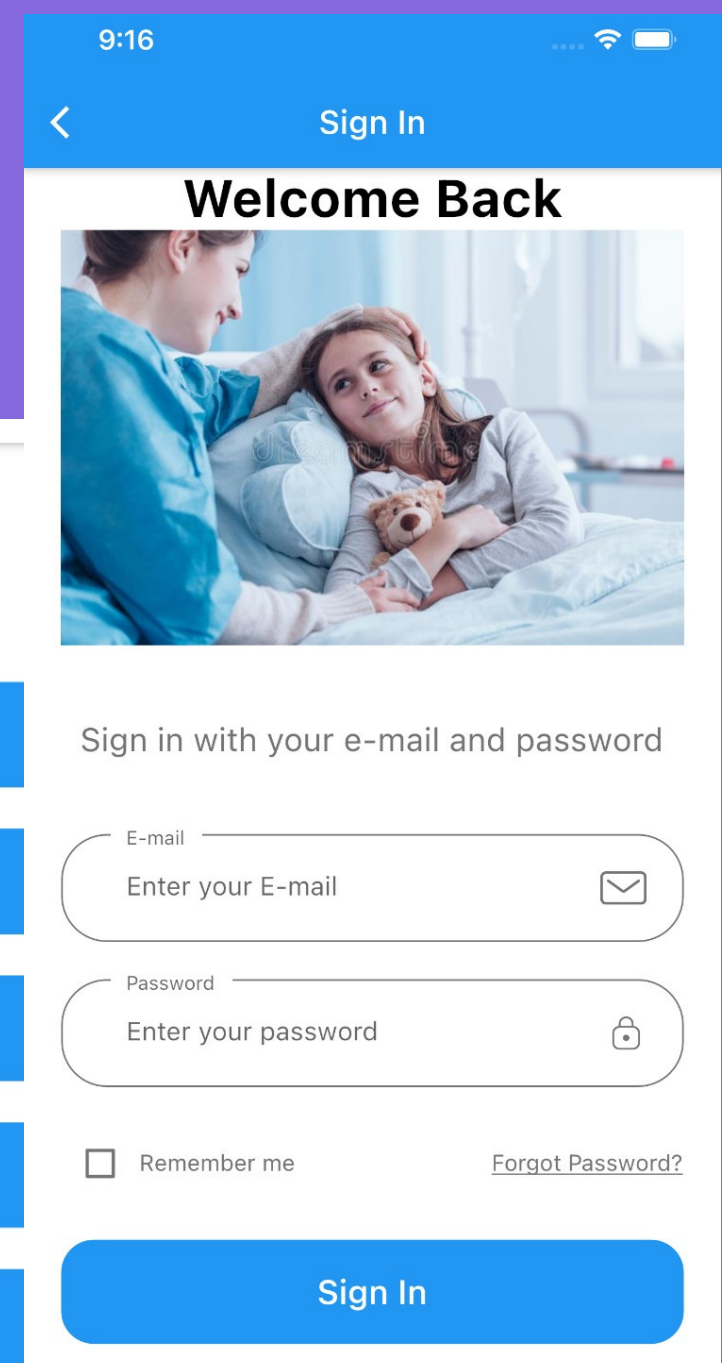 9:16
Sign In
Welcome Back
dreamstime
Sign in with your e-mail and password
E-mail
Enter your E-mail
Password
Enter your password
Remember me
Forgot Password?
Sign In